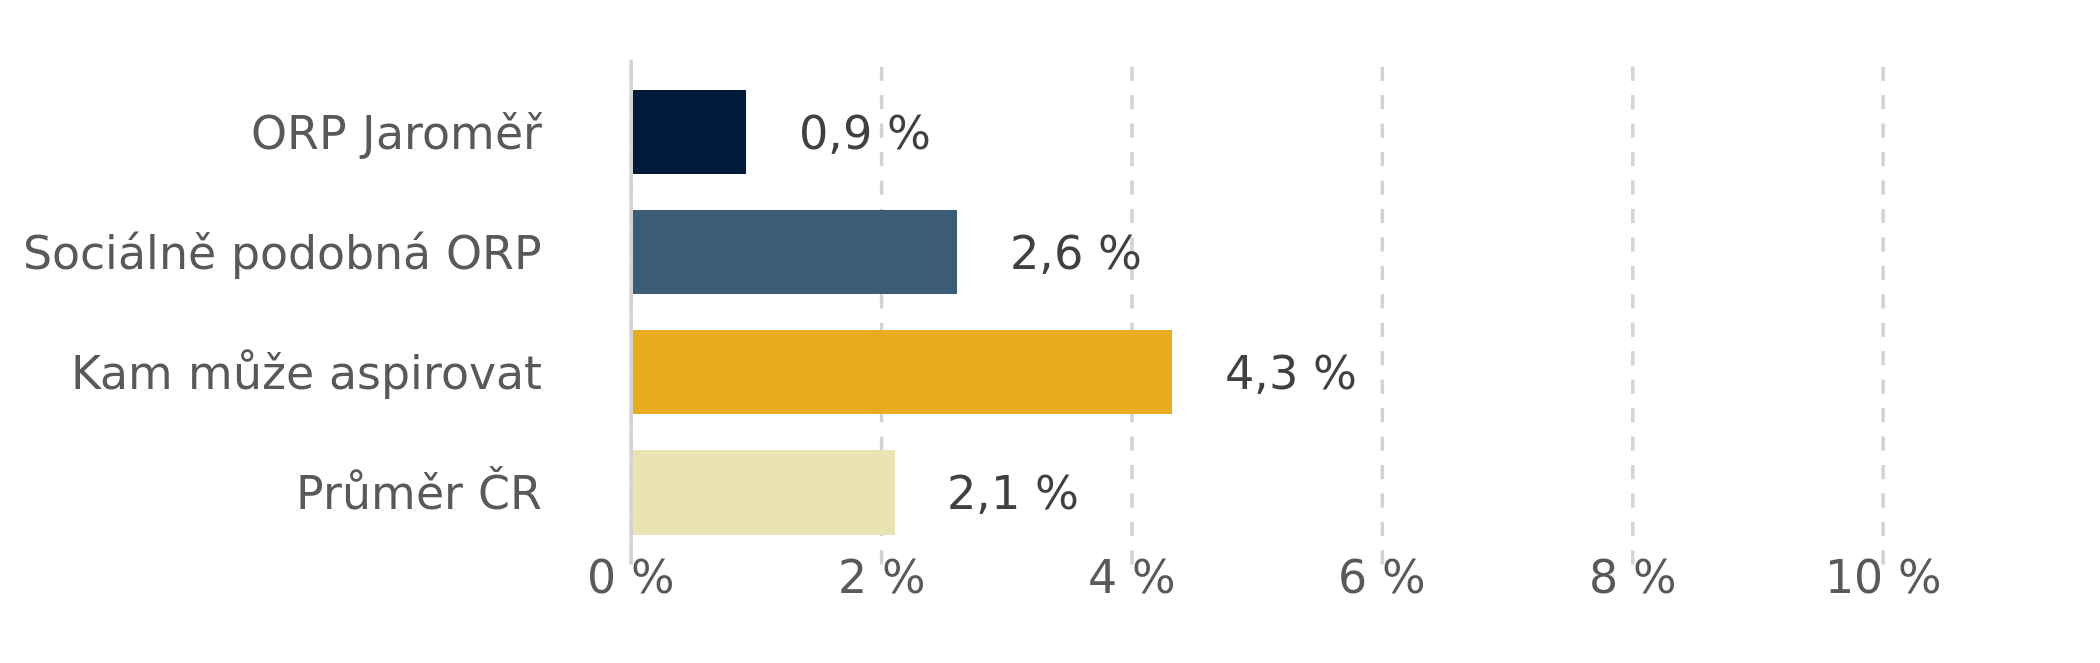 ORP Jaroměř
0,9 %
Sociálně podobná ORP
2,6 %
Kam může aspirovat
4,3 %
Průměr ČR
2,1 %
0 % 2 % 4 % 6 % 8 % 10 %